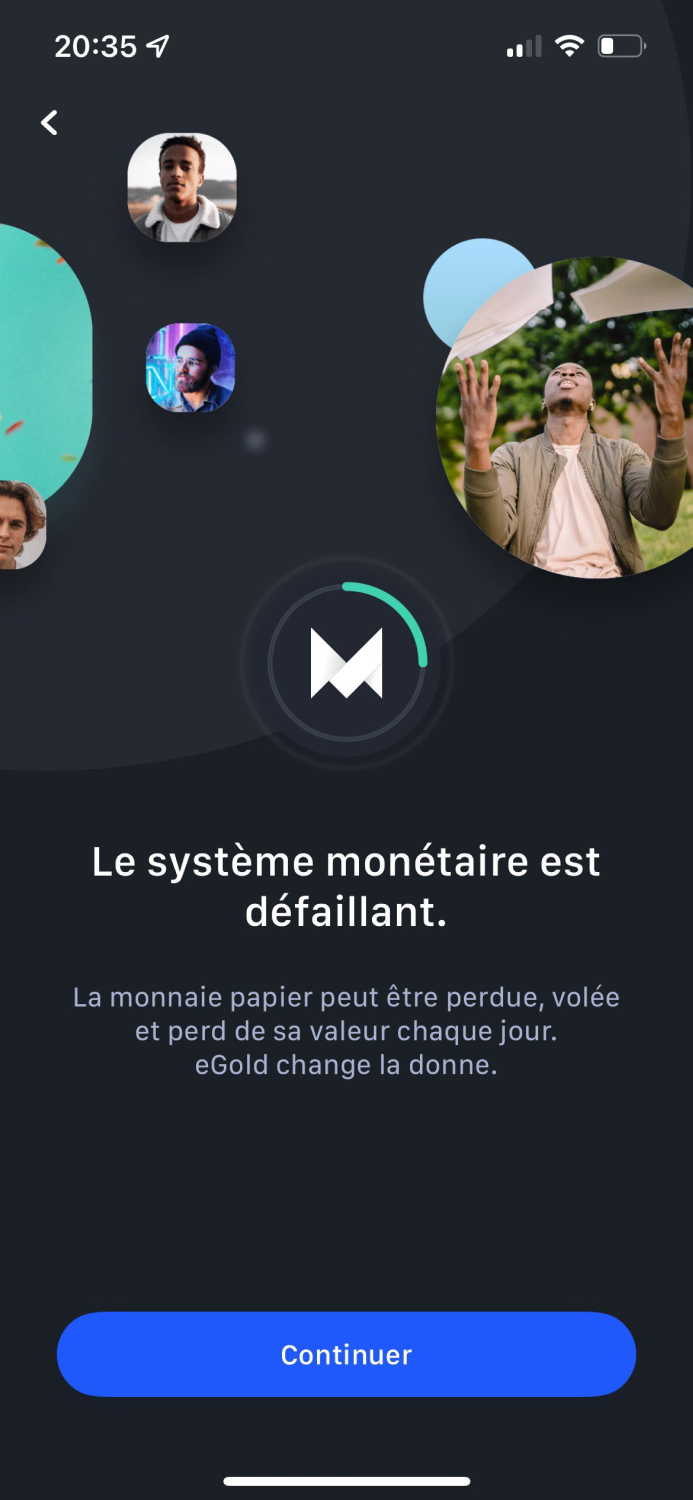 20:35
Le système monétaire est
défaillant.
La monnaie papier peut être perdue, volée
et perd de sa valeur chaque jour.
eGold change la donne.
Continuer